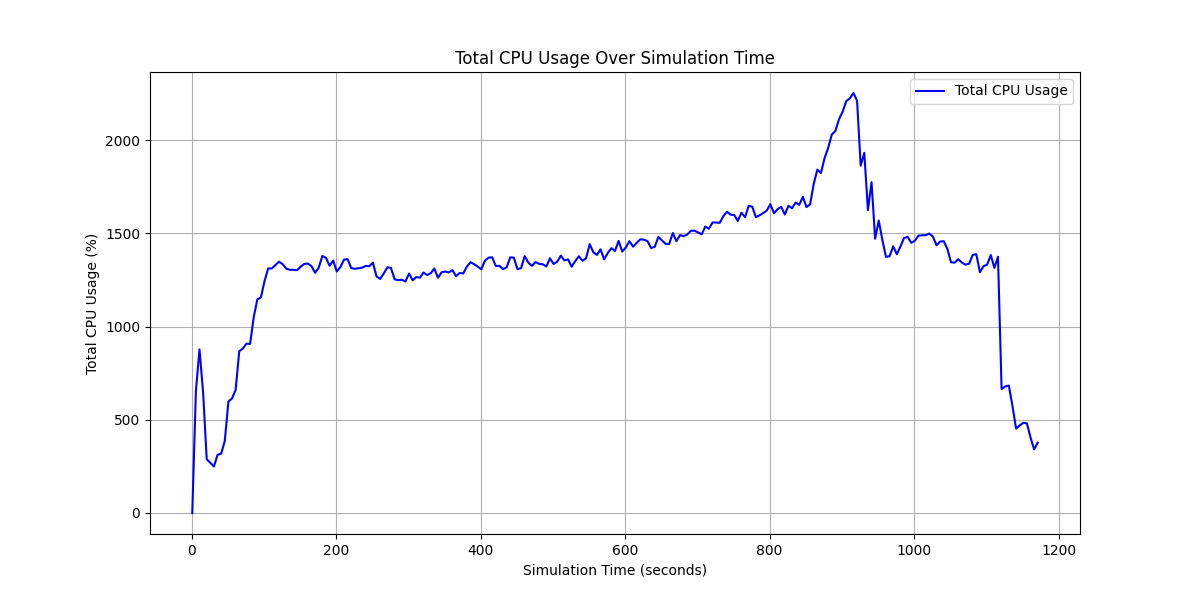 Total CPU Usage Over Simulation Time
Total CPU Usage
Total CPU Usage (%)
2000
1500
1000
500
0
0 200 400 600 800 1000 1200
Simulation Time (seconds)